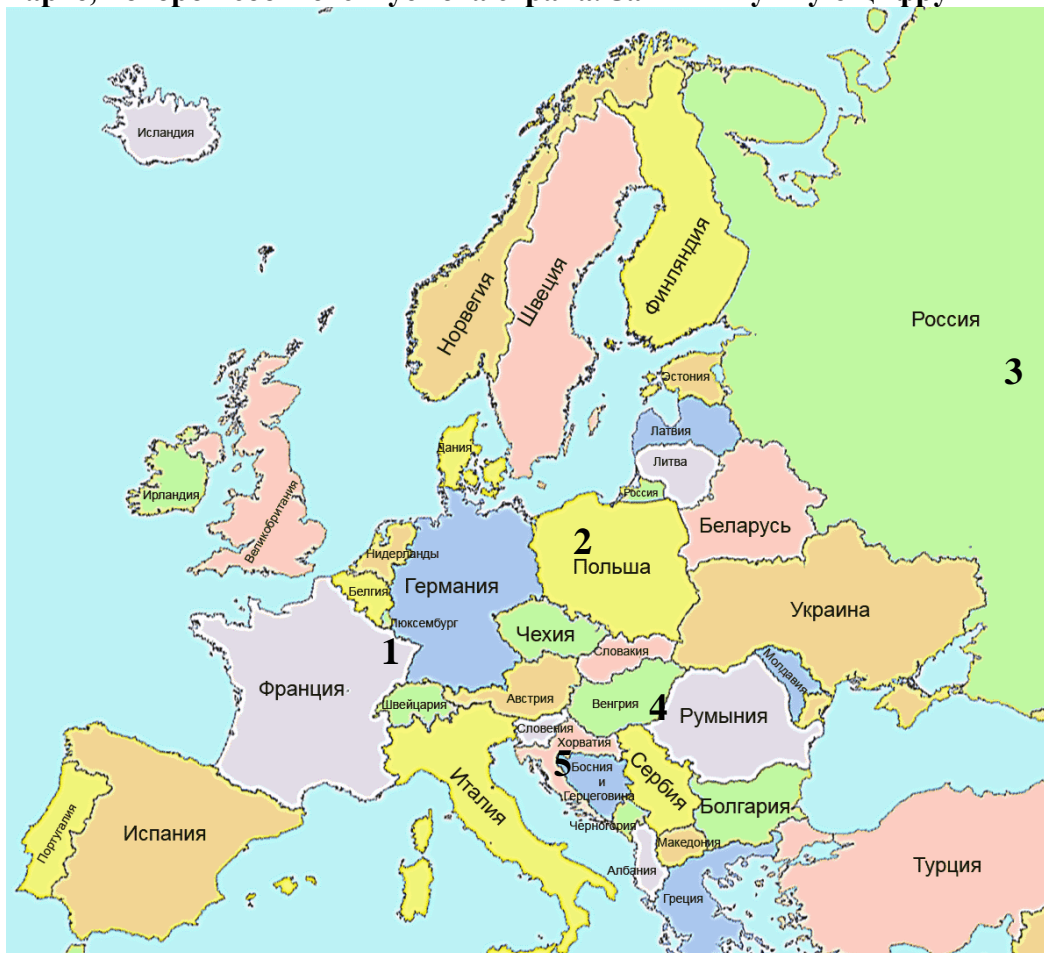 Исландия
Норвегия
Швеция
Финляндия
Россия
3
Эстония
Латвия
Литва
Россия
Дания
Ирландия
Великобритания
Беларусь
Нидерланды
2
Польша
Бельгия
Германия
Украина
Люксембург
Чехия
1
Словакия
Молдавия
Франция
Швейцария
Австрия
Венгрия
4
Румыния
Словения
Хорватия
5
Босния
и
Герцеговина
Сербия
Италия
Болгария
Португалия
Испания
Черногория
Македония
Албания
Турция
Греция